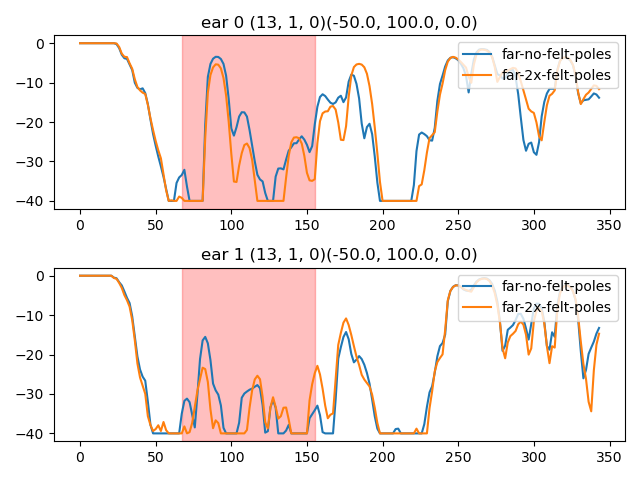 ear 0 (13, 1, 0)(-50.0, 100.0, 0.0)
0
−10
−20
−30
−40
0 50 100 150 200 250 300 350
far-no-felt-poles
far-2x-felt-poles
ear 1 (13, 1, 0)(-50.0, 100.0, 0.0)
0
−10
−20
−30
−40
0 50 100 150 200 250 300 350
far-no-felt-poles
far-2x-felt-poles